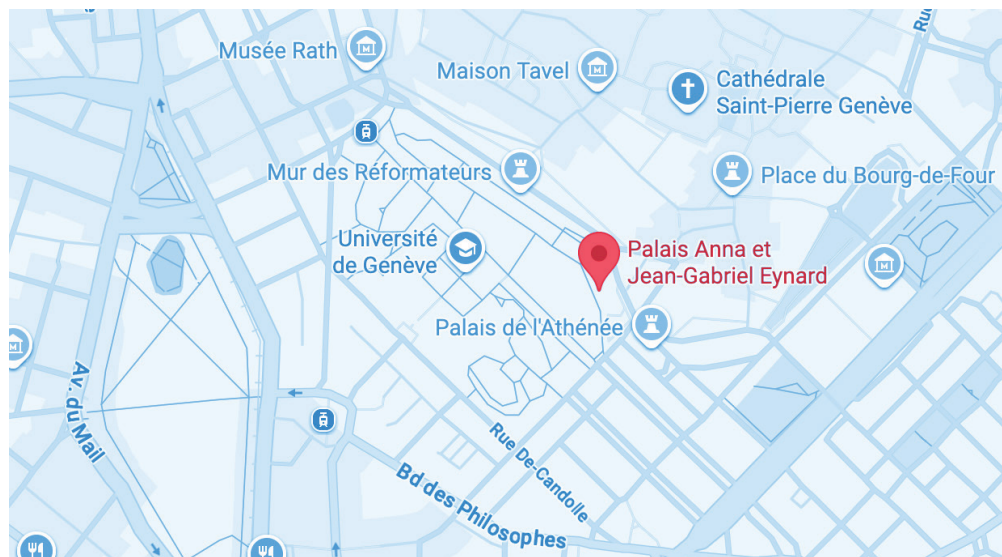 Rue
Musée Rath
Maison Tavel
Cathédrale
Saint-Pierre Genève
Mur des Réformateurs
Place du Bourg-de-Four
Université
de Genève
Palais Anna et
Jean-Gabriel Eynard
Palais de l'Athénée
Av. du Mail
Rue De-Candolle
Bd des Philosophes